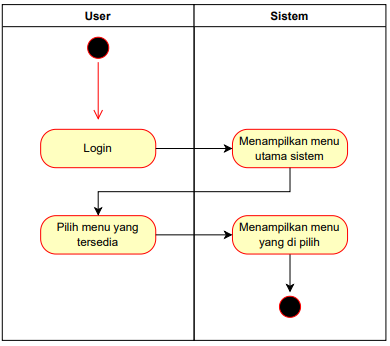 User
Sistem
Login
Menampilkan menu
utama sistem
Pilih menu yang
tersedia
Menampilkan menu
yang di pilih